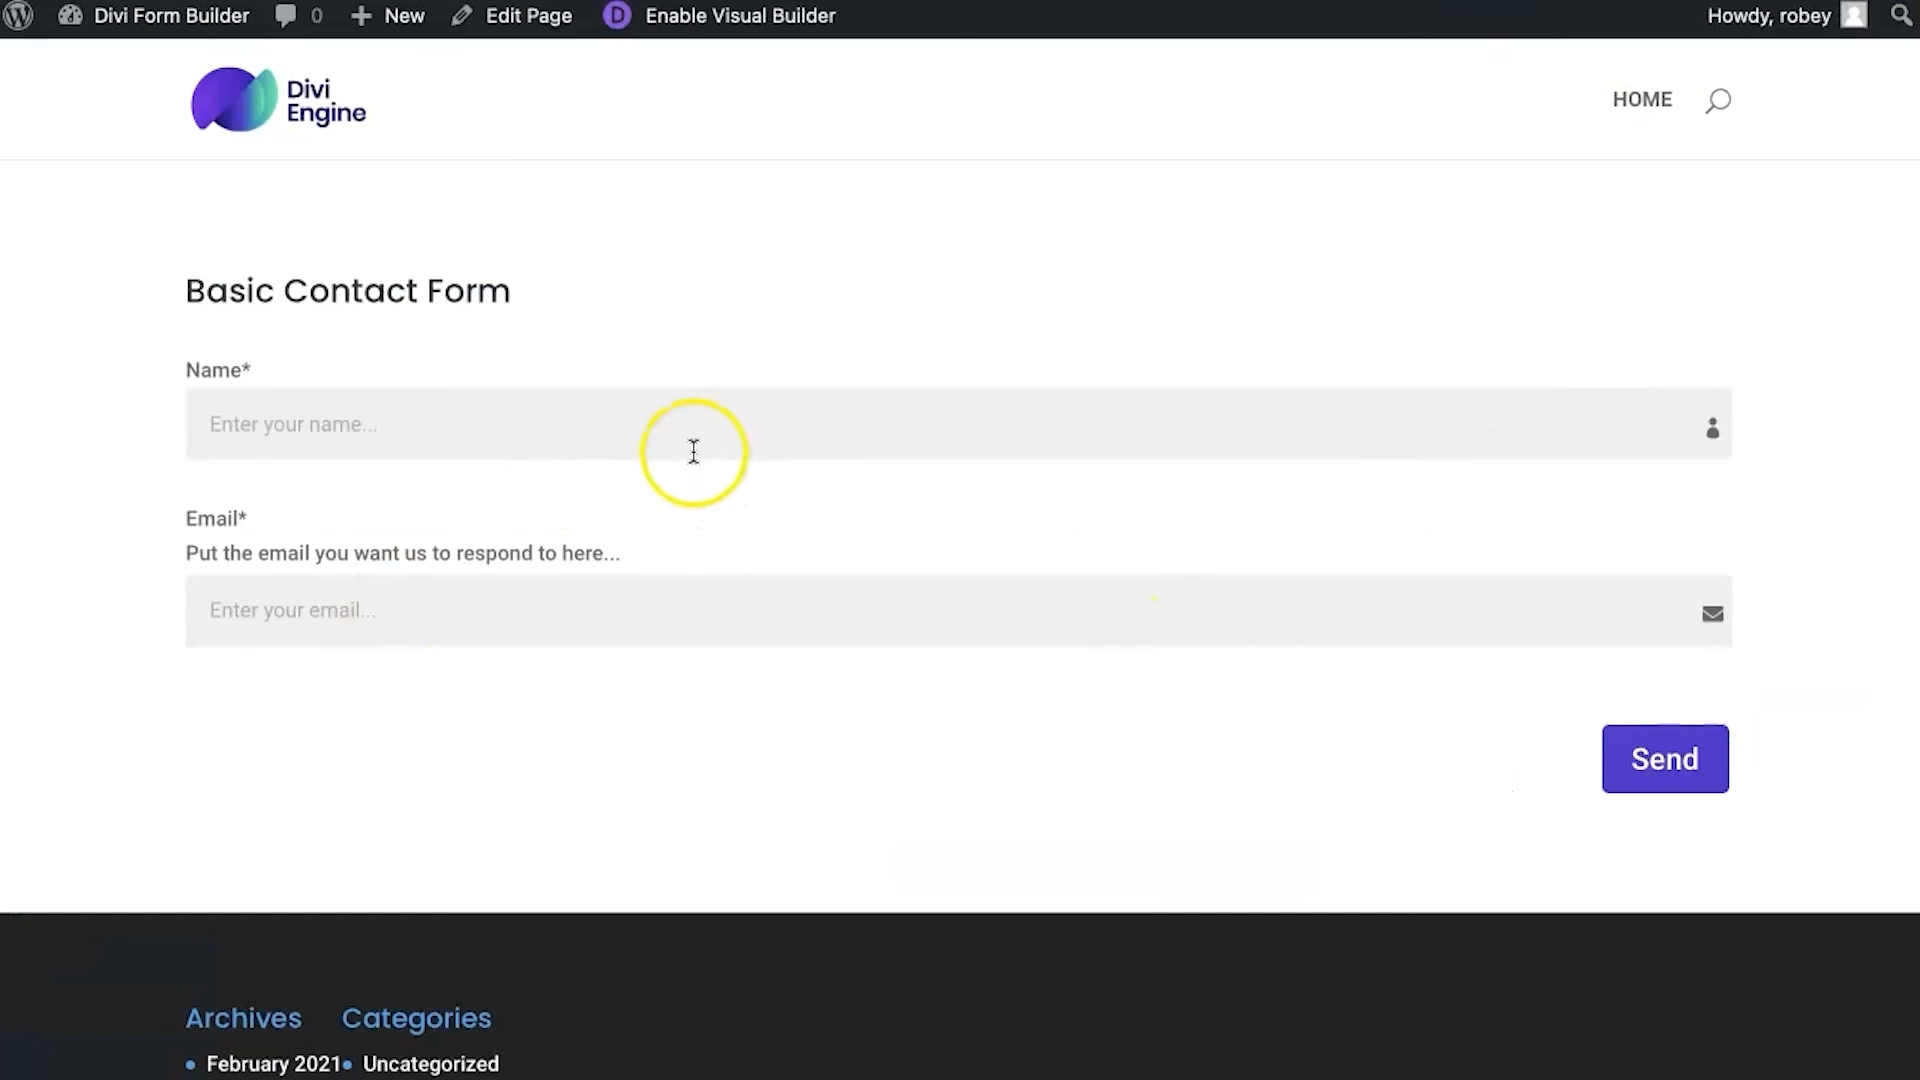 Divi Form Builder 0 New Edit Page D Enable Visual Builder Howdy, robey
Divi
Engine
HOME
Basic Contact Form
Name*
Enter your name...
Email*
Put the email you want us to respond to here...
Enter your email...
Send
Archives Categories
February 2021 Uncategorized